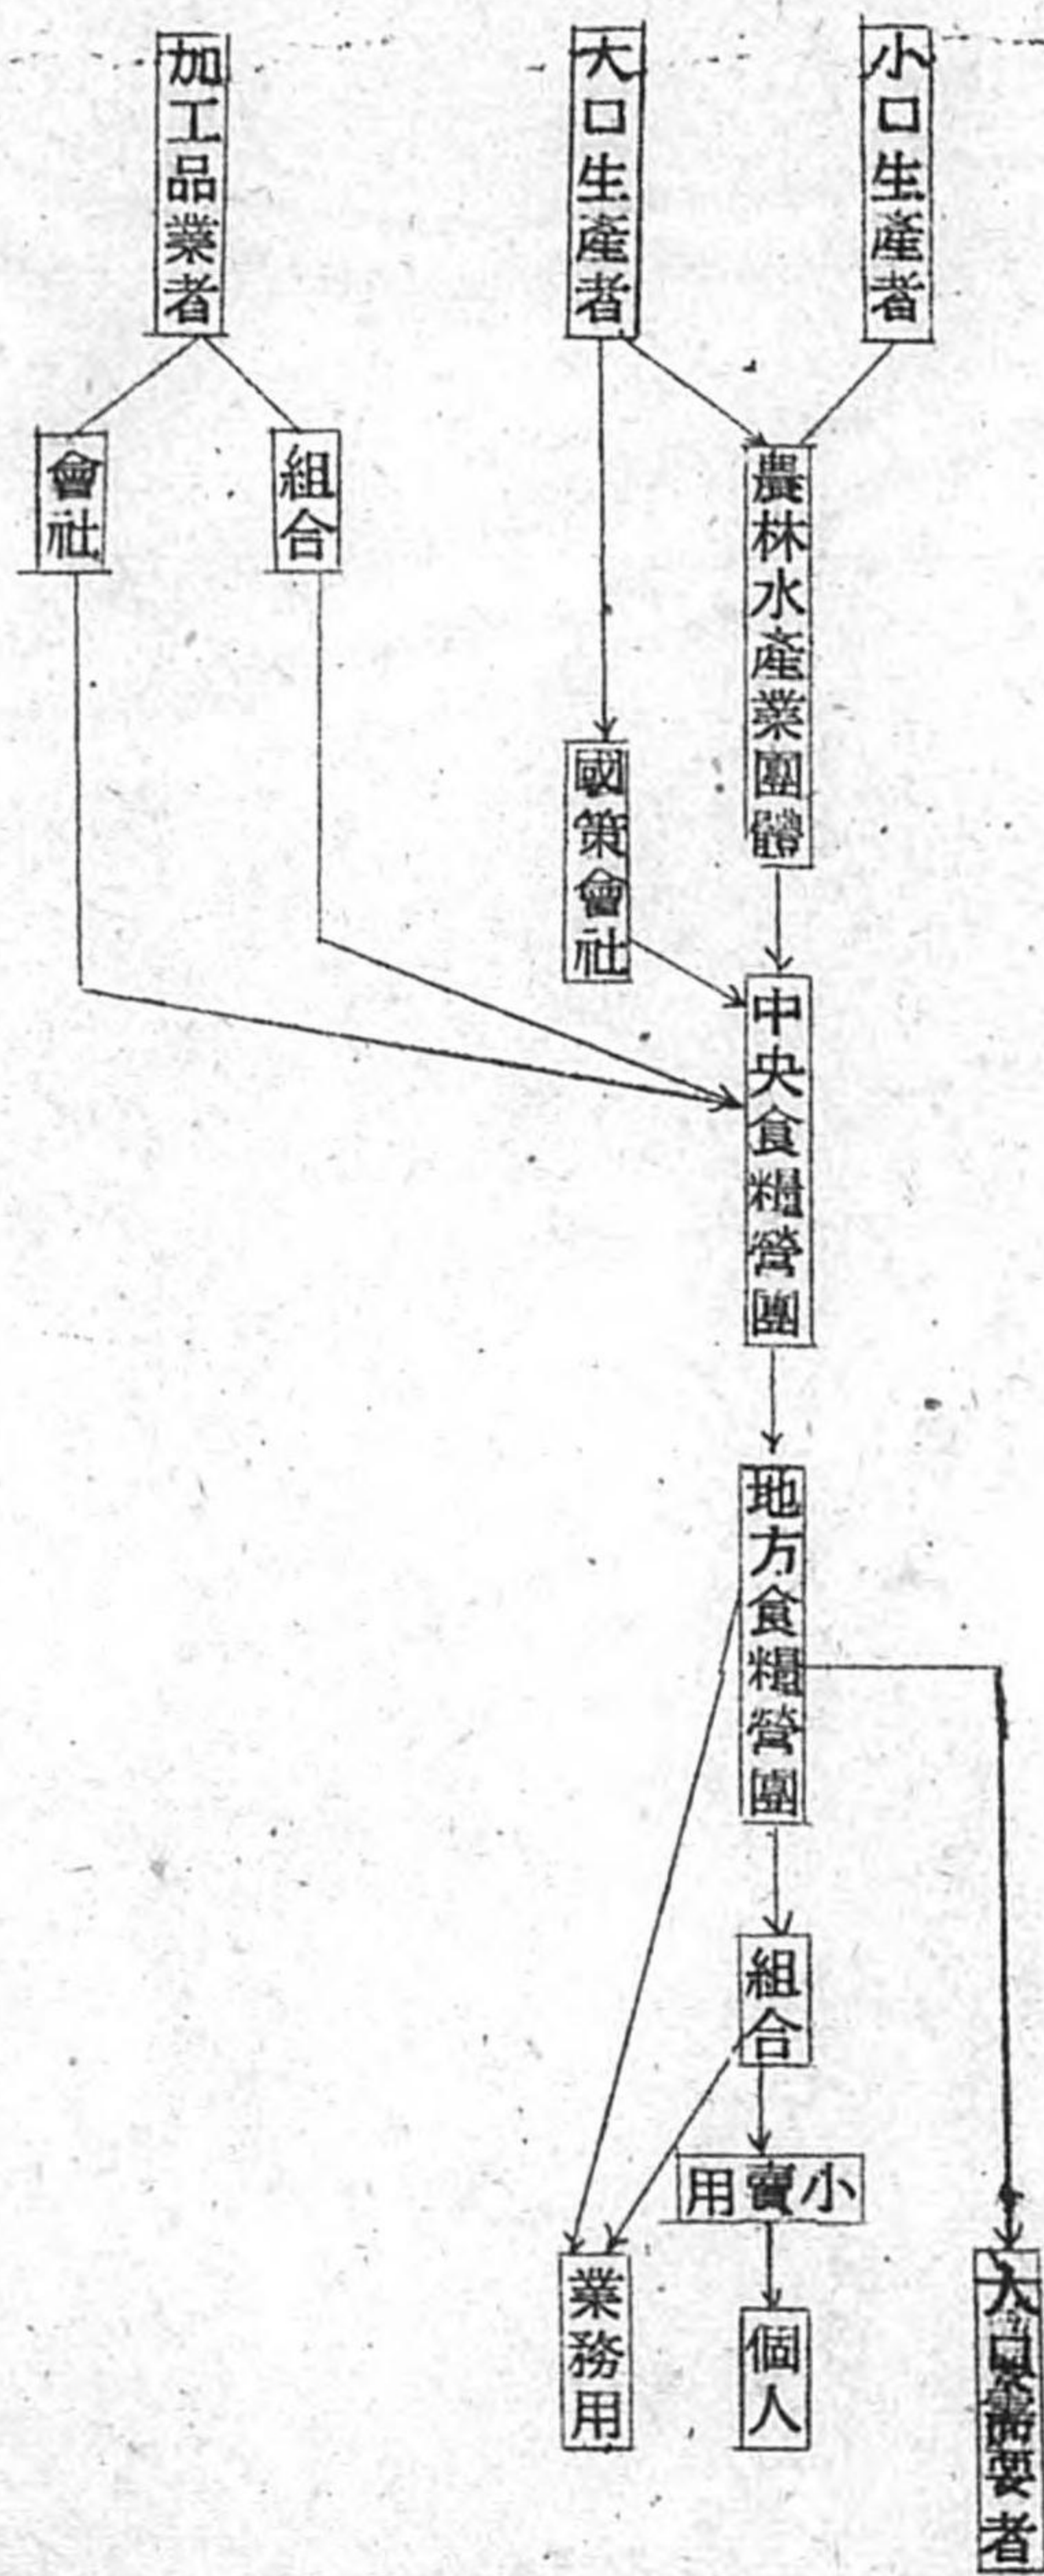 小口生產者
大口生產者
加工品業者
農林水產業團體
組合
會社
國策會社
中央食糧營團
地方食糧營團
組合
小賣用
個人
業務用
大口需要者